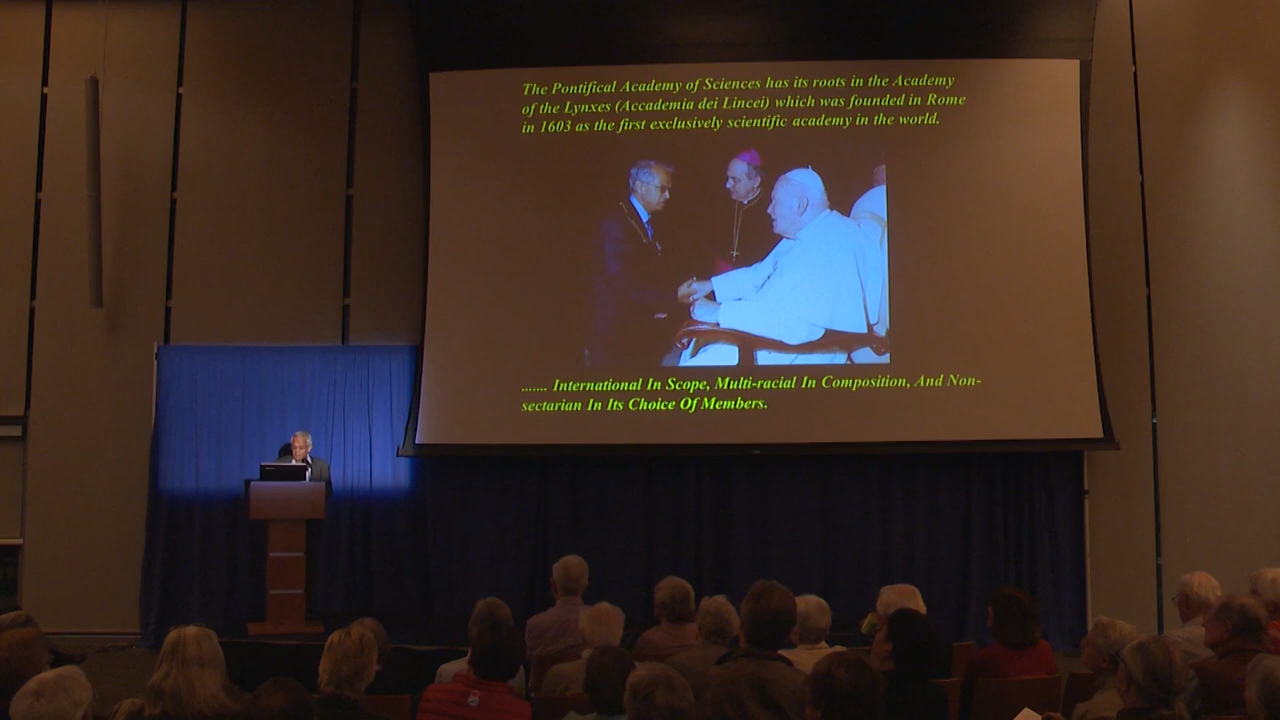 The Pontifical Academy of Sciences has its roots in the Academy
of the Lynxes (Accademia dei Lincei) which was founded in Rome
in 1603 as the first exclusively scientific academy in the world.
....... International In Scope, Multi-racial In Composition, And Non-
sectarian In Its Choice Of Members.